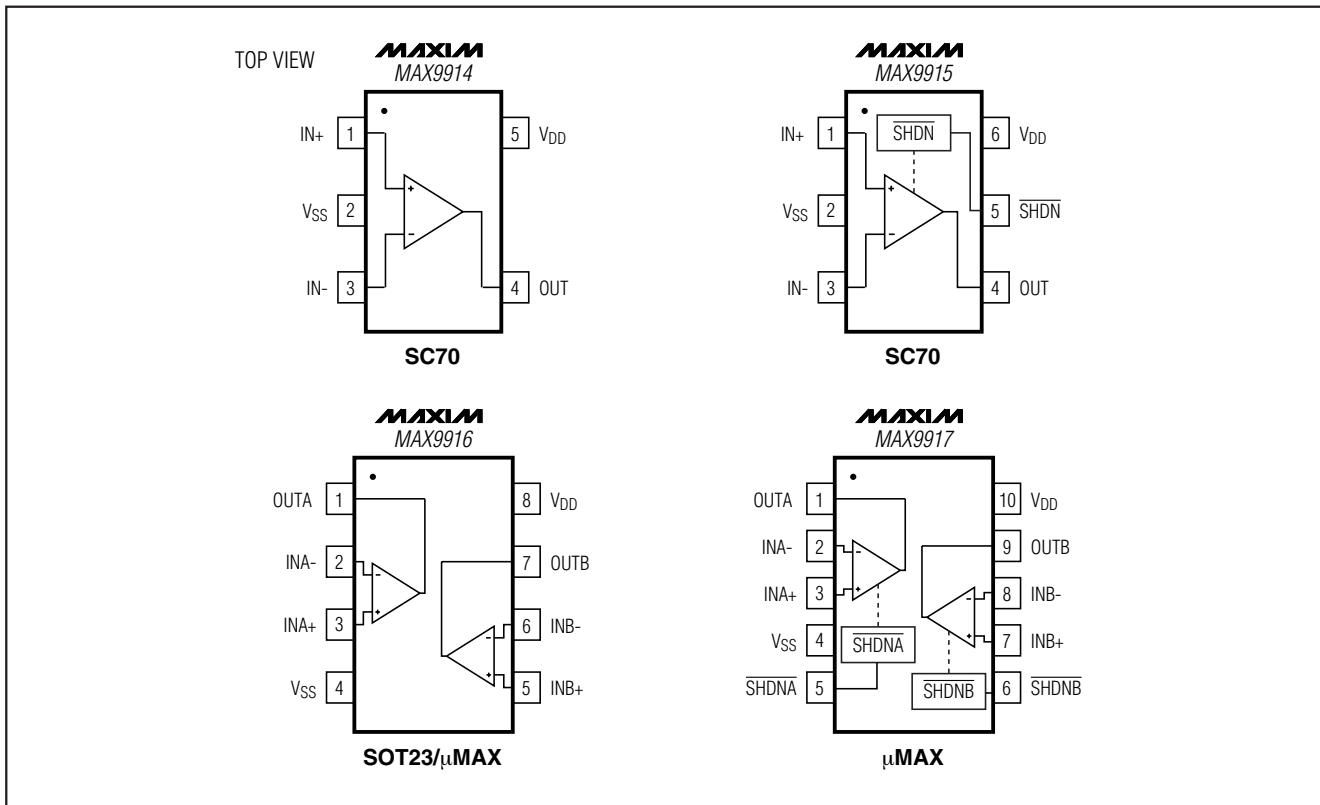 TOP VIEW
MAXIM
MAX9914
IN+ 1
5 VDD
VSS 2
IN- 3
4 OUT
+
−
SC70
MAXIM
MAX9915
IN+ 1
SHDN
6 VDD
VSS 2
5 SHDN
IN- 3
4 OUT
+
−
SC70
MAXIM
MAX9916
OUTA 1
8 VDD
INA- 2
7 OUTB
INA+ 3
6 INB-
VSS 4
5 INB+
−
+
−
+
SOT23/µMAX
MAXIM
MAX9917
OUTA 1
10 VDD
INA- 2
9 OUTB
INA+ 3
8 INB-
VSS 4
SHDNA
7 INB+
SHDNA 5
SHDNB
6 SHDNB
−
+
−
+
µMAX